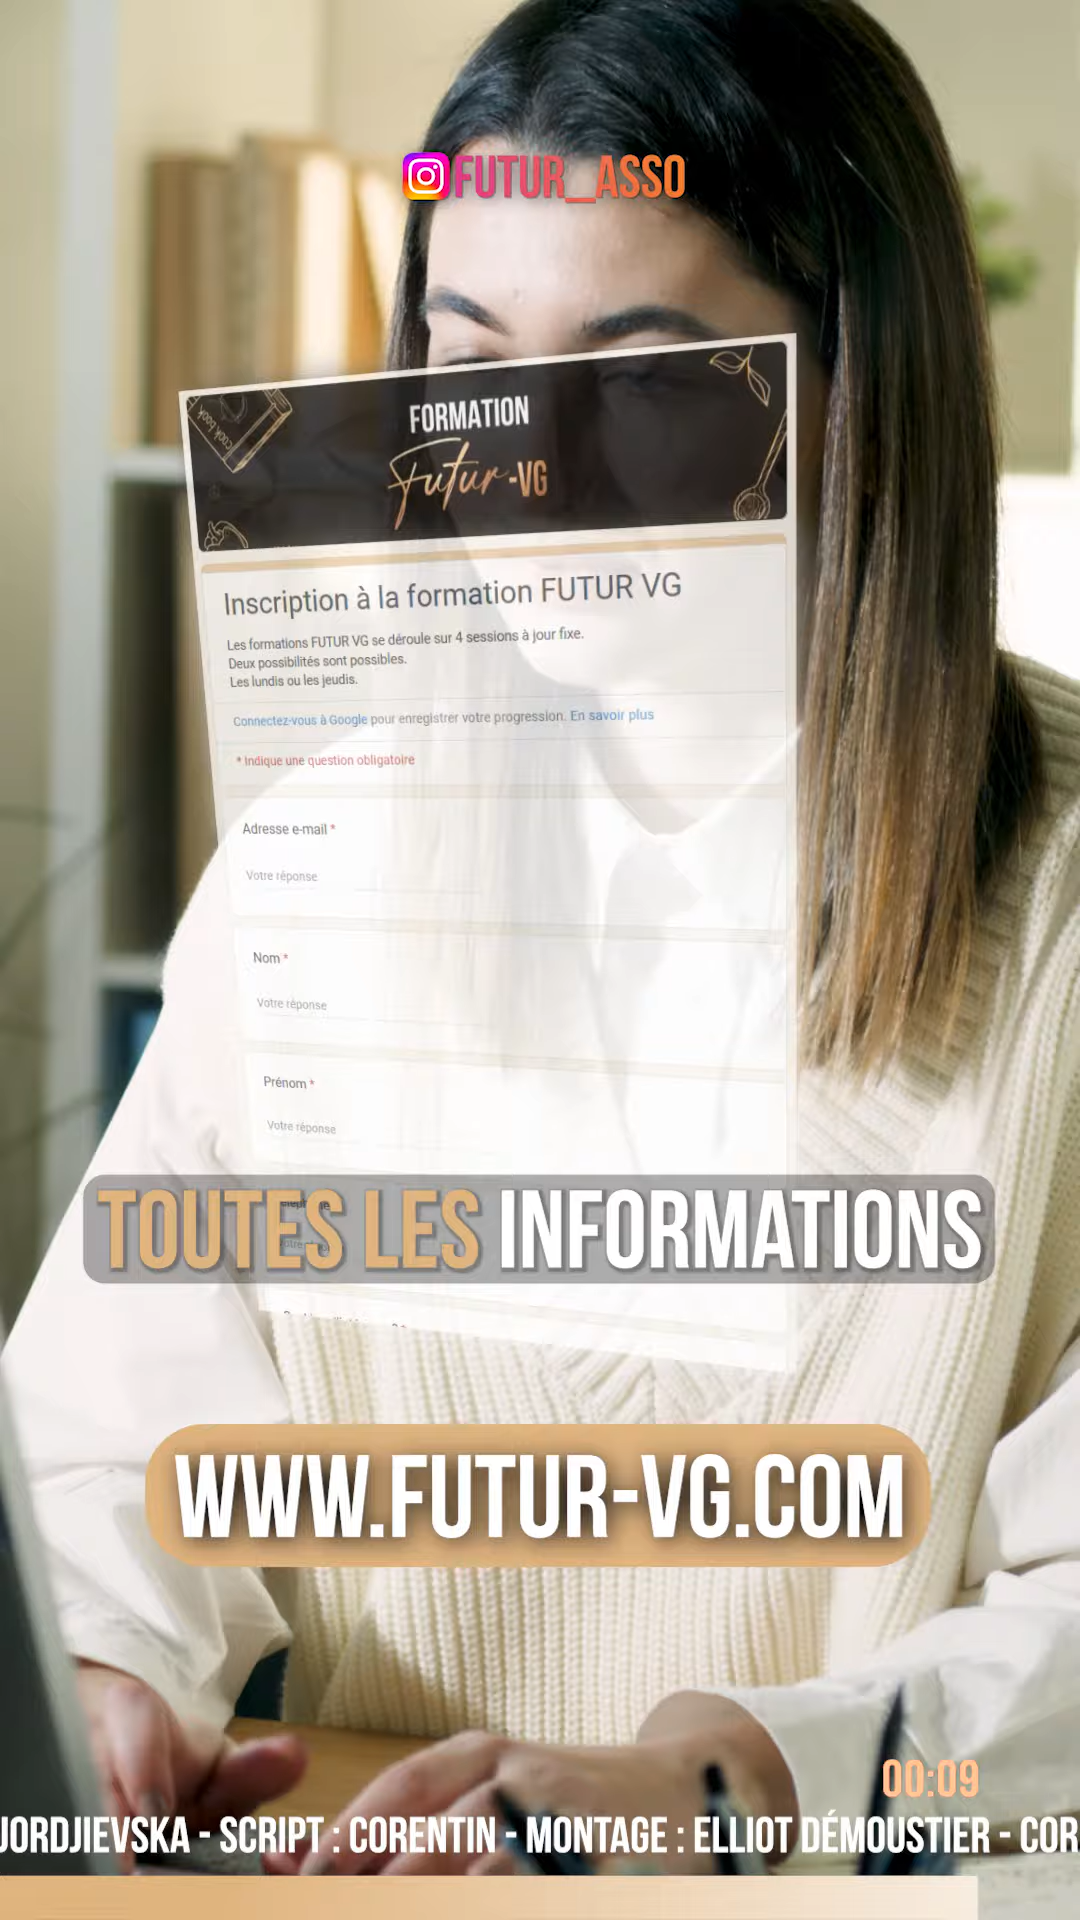 FUTUR_ASSO
cook book
FORMATION
Futur-VG
Inscription à la formation FUTUR VG
Les formations FUTUR VG se déroule sur 4 sessions à jour fixe.
Deux possibilités sont possibles.
Les lundis ou les jeudis.
Connectez-vous à Google pour enregistrer votre progression. En savoir plus
* Indique une question obligatoire
Adresse e-mail *
Votre réponse
Nom *
Votre réponse
Prénom *
Votre réponse
TOUTES LES INFORMATIONS
WWW.FUTUR-VG.COM
00:09
JORDJIEVSKA - SCRIPT : CORENTIN - MONTAGE : ELLIOT DÉMOUSTIER - COR